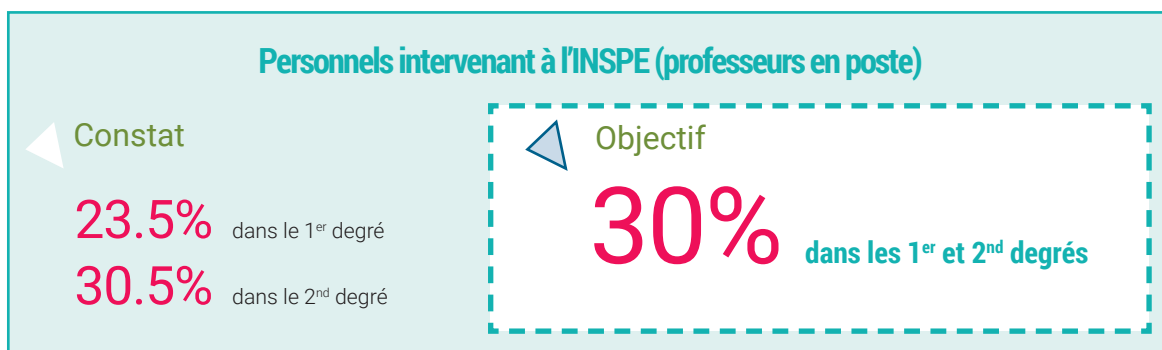 Personnels intervenant à l'INSPE (professeurs en poste)
Constat
23.5% dans le 1er degré
30.5% dans le 2nd degré
Objectif
30% dans les 1er et 2nd degrés